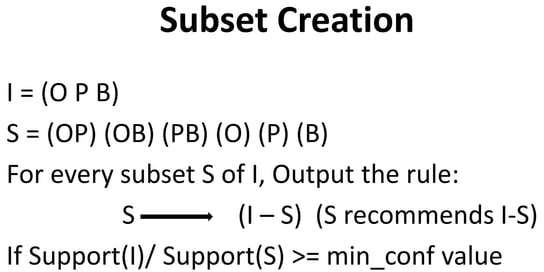 Subset Creation
I = (O P B)
S = (OP) (OB) (PB) (O) (P) (B)
For every subset S of I, Output the rule:
S ⟶ (I – S) (S recommends I-S)
If Support(I)/ Support(S) >= min_conf value